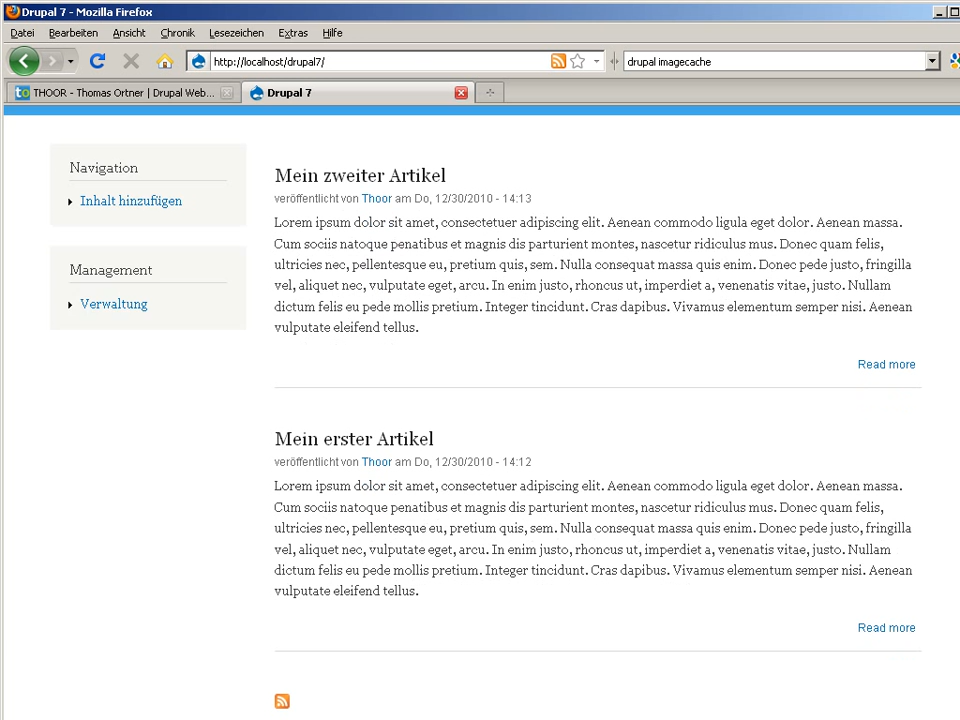 Drupal 7 - Mozilla Firefox
Datei Bearbeiten Ansicht Chronik Lesezeichen Extras Hilfe
http://localhost/drupal7/ drupal imagecache
to THOOR - Thomas Ortner | Drupal Web... Drupal 7
Navigation
Inhalt hinzufügen
Management
Verwaltung
Mein zweiter Artikel
veröffentlicht von Thoor am Do, 12/30/2010 - 14:13
Lorem ipsum dolor sit amet, consectetuer adipiscing elit. Aenean commodo ligula eget dolor. Aenean massa.
Cum sociis natoque penatibus et magnis dis parturient montes, nascetur ridiculus mus. Donec quam felis,
ultricies nec, pellentesque eu, pretium quis, sem. Nulla consequat massa quis enim. Donec pede justo, fringilla
vel, aliquet nec, vulputate eget, arcu. In enim justo, rhoncus ut, imperdiet a, venenatis vitae, justo. Nullam
dictum felis eu pede mollis pretium. Integer tincidunt. Cras dapibus. Vivamus elementum semper nisi. Aenean
vulputate eleifend tellus.
Read more
Mein erster Artikel
veröffentlicht von Thoor am Do, 12/30/2010 - 14:12
Lorem ipsum dolor sit amet, consectetuer adipiscing elit. Aenean commodo ligula eget dolor. Aenean massa.
Cum sociis natoque penatibus et magnis dis parturient montes, nascetur ridiculus mus. Donec quam felis,
ultricies nec, pellentesque eu, pretium quis, sem. Nulla consequat massa quis enim. Donec pede justo, fringilla
vel, aliquet nec, vulputate eget, arcu. In enim justo, rhoncus ut, imperdiet a, venenatis vitae, justo. Nullam
dictum felis eu pede mollis pretium. Integer tincidunt. Cras dapibus. Vivamus elementum semper nisi. Aenean
vulputate eleifend tellus.
Read more